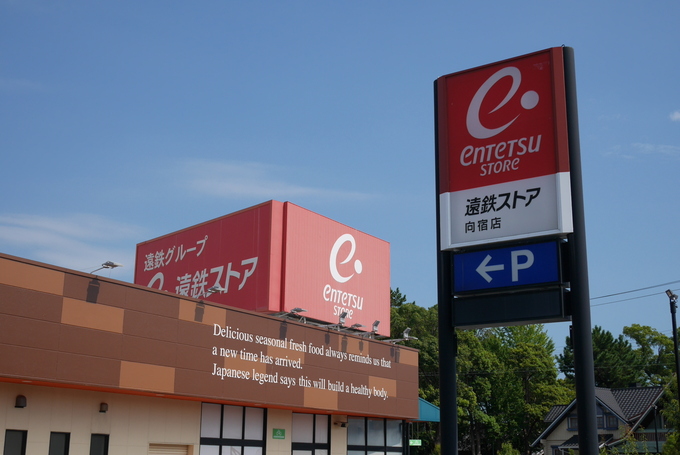 遠鉄グループ
e 遠鉄ストア
entetsu
STORE
Delicious seasonal fresh food always reminds us that
a new time has arrived.
Japanese legend says this will build a healthy body.
entetsu
STORE
遠鉄ストア
向宿店
←P